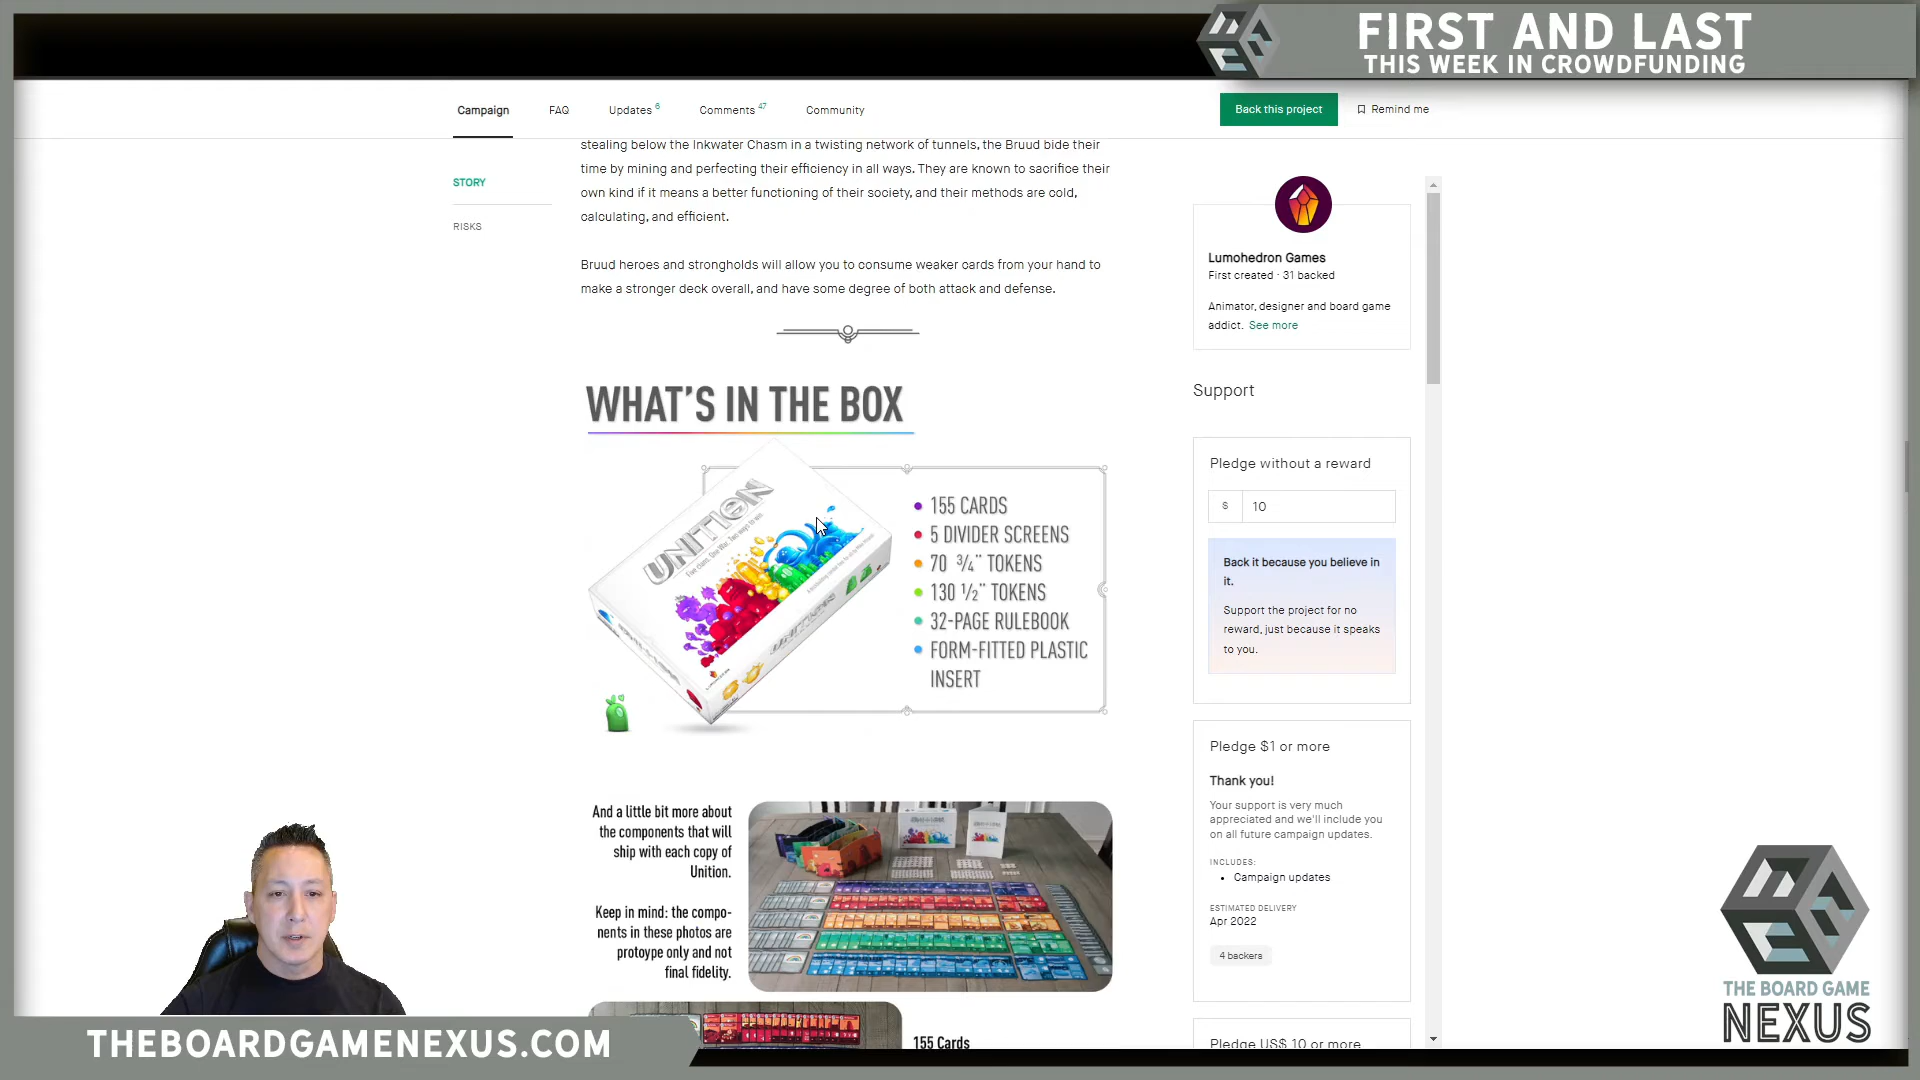 FIRST AND LAST
THIS WEEK IN CROWDFUNDING
Campaign
FAQ
Updates 6
Comments 47
Community
Back this project
Remind me
STORY
RISKS
stealing below the Inkwater Chasm in a twisting network of tunnels, the Bruud bide their
time by mining and perfecting their efficiency in all ways. They are known to sacrifice their
own kind if it means a better functioning of their society, and their methods are cold,
calculating, and efficient.
Bruud heroes and strongholds will allow you to consume weaker cards from your hand to
make a stronger deck overall, and have some degree of both attack and defense.
WHAT'S IN THE BOX
UNITION
Five clans. One War. Two ways to win.
• 155 CARDS
• 5 DIVIDER SCREENS
• 70 ¾" TOKENS
• 130 ½" TOKENS
• 32-PAGE RULEBOOK
• FORM-FITTED PLASTIC
INSERT
And a little bit more about
the components that will
ship with each copy of
Unition.
Keep in mind: the compo-
nents in these photos are
protoype only and not
final fidelity.
155 Cards
Lumohedron Games
First created · 31 backed
Animator, designer and board game
addict. See more
Support
Pledge without a reward
$ 10
Back it because you believe in
it.
Support the project for no
reward, just because it speaks
to you.
Pledge $1 or more
Thank you!
Your support is very much
appreciated and we'll include you
on all future campaign updates.
INCLUDES:
• Campaign updates
ESTIMATED DELIVERY
Apr 2022
4 backers
Pledge US$ 10 or more
THE BOARD GAME
NEXUS
THEBOARDGAMENEXUS.COM